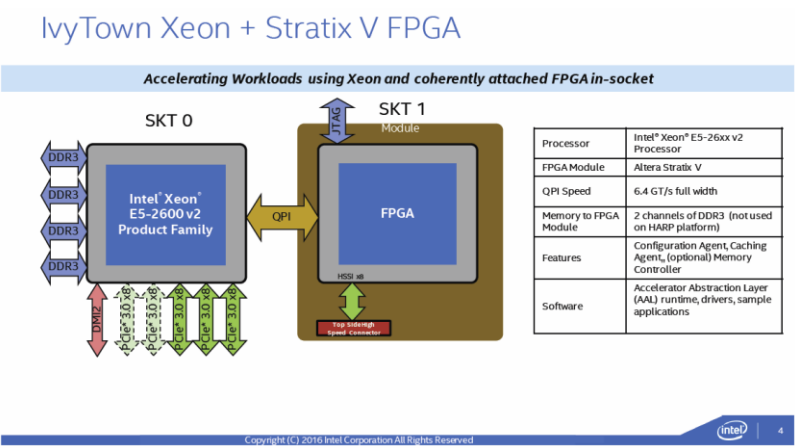 IvyTown Xeon + Stratix V FPGA
Accelerating Workloads using Xeon and coherently attached FPGA in-socket
SKT 0
SKT 1
Module
JTAG
DDR3
DDR3
DDR3
DDR3
Intel® Xeon®
E5-2600 v2
Product Family
QPI
FPGA
HSSI x8
Top Side High
Speed Connector
DMI2
PCIe* 3.0 x8
PCIe* 3.0 x8
PCIe* 3.0 x8
PCIe* 3.0 x8
PCIe* 3.0 x8
Processor
Intel® Xeon® E5-26xx v2
Processor
FPGA Module
Altera Stratix V
QPI Speed
6.4 GT/s full width
Memory to FPGA
Module
2 channels of DDR3 (not used
on HARP platform)
Features
Configuration Agent, Caching
Agent,, (optional) Memory
Controller
Software
Accelerator Abstraction Layer
(AAL) runtime, drivers, sample
applications
Copyright (C) 2016 Intel Corporation All Rights Reserved
intel
4